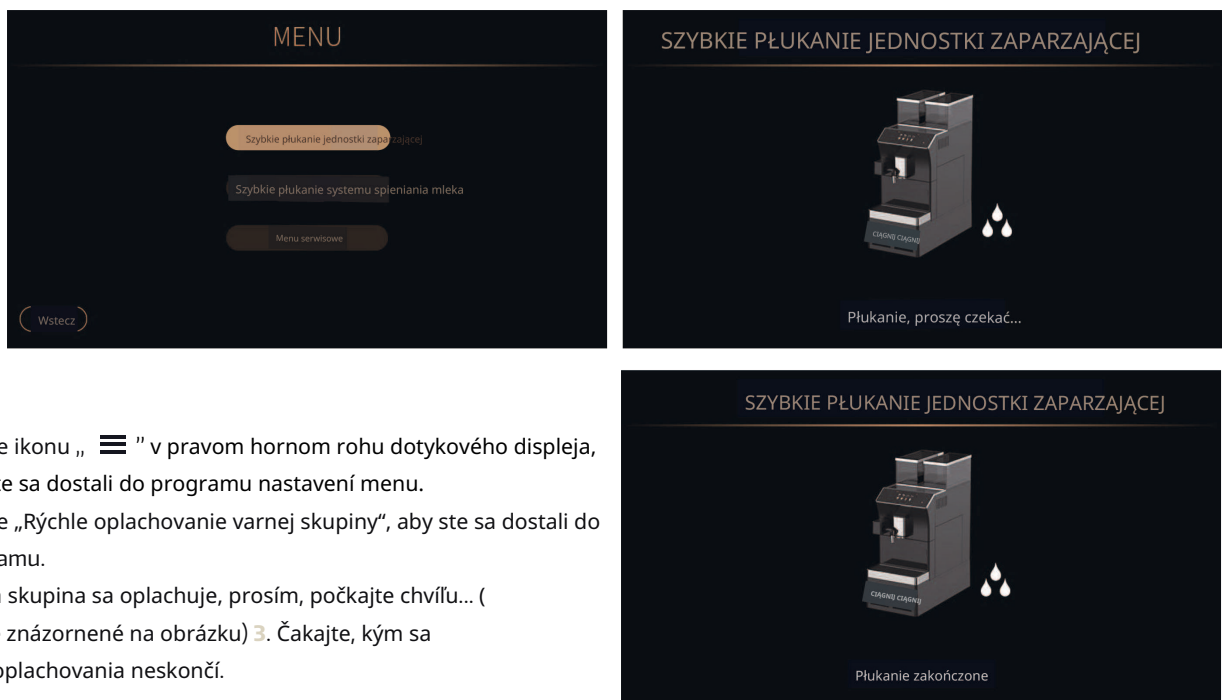 MENU
Szybkie płukanie jednostki zaparzającej
Szybkie płukanie systemu spieniania mleka
Menu serwisowe
Wstecz
SZYBKIE PŁUKANIE JEDNOSTKI ZAPARZAJĄCEJ
CIĄGNIJ CIĄGNIJ
Płukanie, proszę czekać...
e ikonu „ ” v pravom hornom rohu dotykového displeja,
te sa dostali do programu nastavení menu.
e „Rýchle oplachovanie varnej skupiny“, aby ste sa dostali do
amu.
skupina sa oplachuje, prosím, počkajte chvíľu... (
znázornené na obrázku) 3. Čakajte, kým sa
oplachovania neskončí.
SZYBKIE PŁUKANIE JEDNOSTKI ZAPARZAJĄCEJ
CIĄGNIJ CIĄGNIJ
Płukanie zakończone